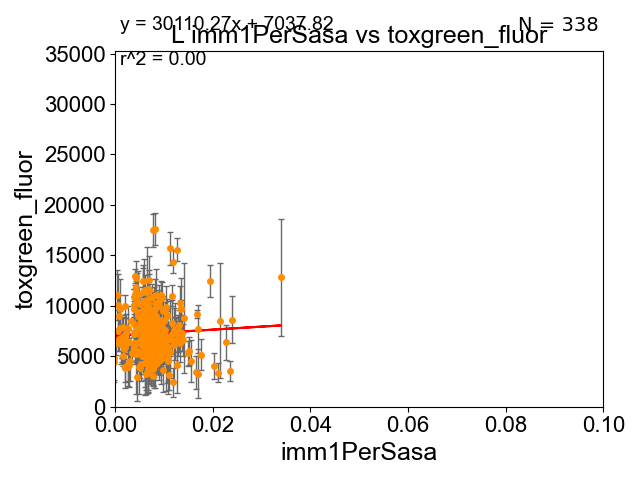 y = 30110.27x + 7037.82
N = 338
L imm1PerSasa vs toxgreen_fluor
r^2 = 0.00
35000
30000
25000
20000
15000
10000
5000
0
toxgreen_fluor
0.00 0.02 0.04 0.06 0.08 0.10
imm1PerSasa